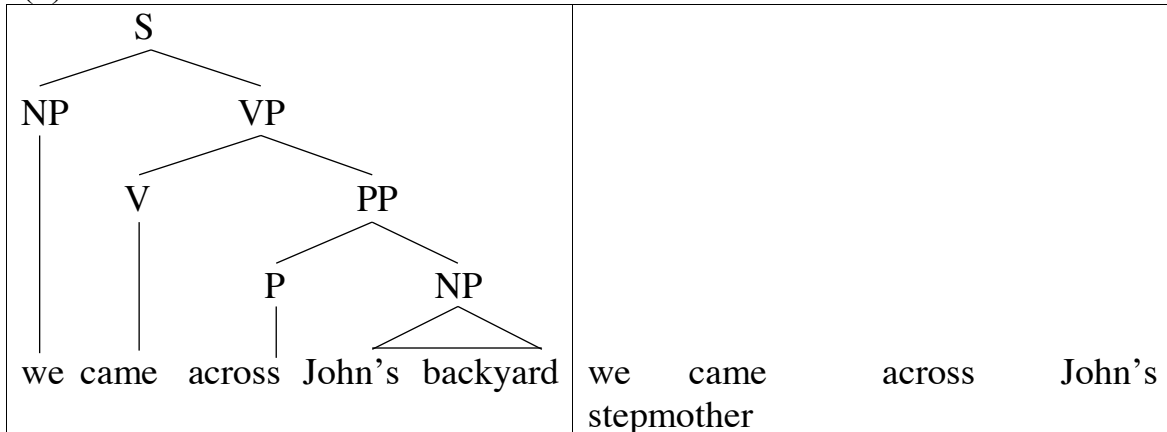 S
NP VP
V PP
P NP
we came across John’s backyard
we came across John’s
stepmother